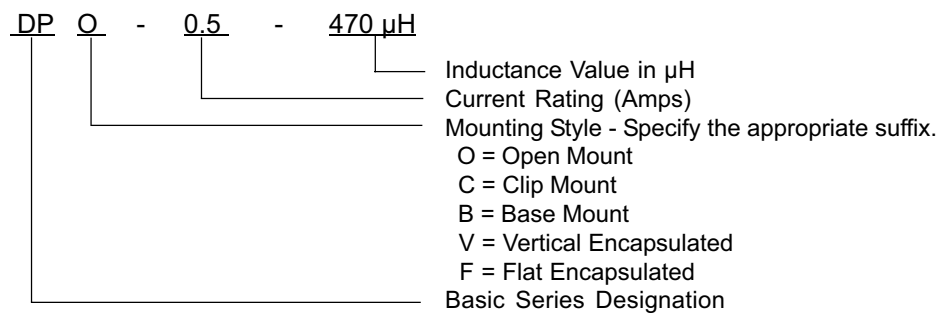 DP O - 0.5 - 470 µH
Inductance Value in µH
Current Rating (Amps)
Mounting Style - Specify the appropriate suffix.
O = Open Mount
C = Clip Mount
B = Base Mount
V = Vertical Encapsulated
F = Flat Encapsulated
Basic Series Designation